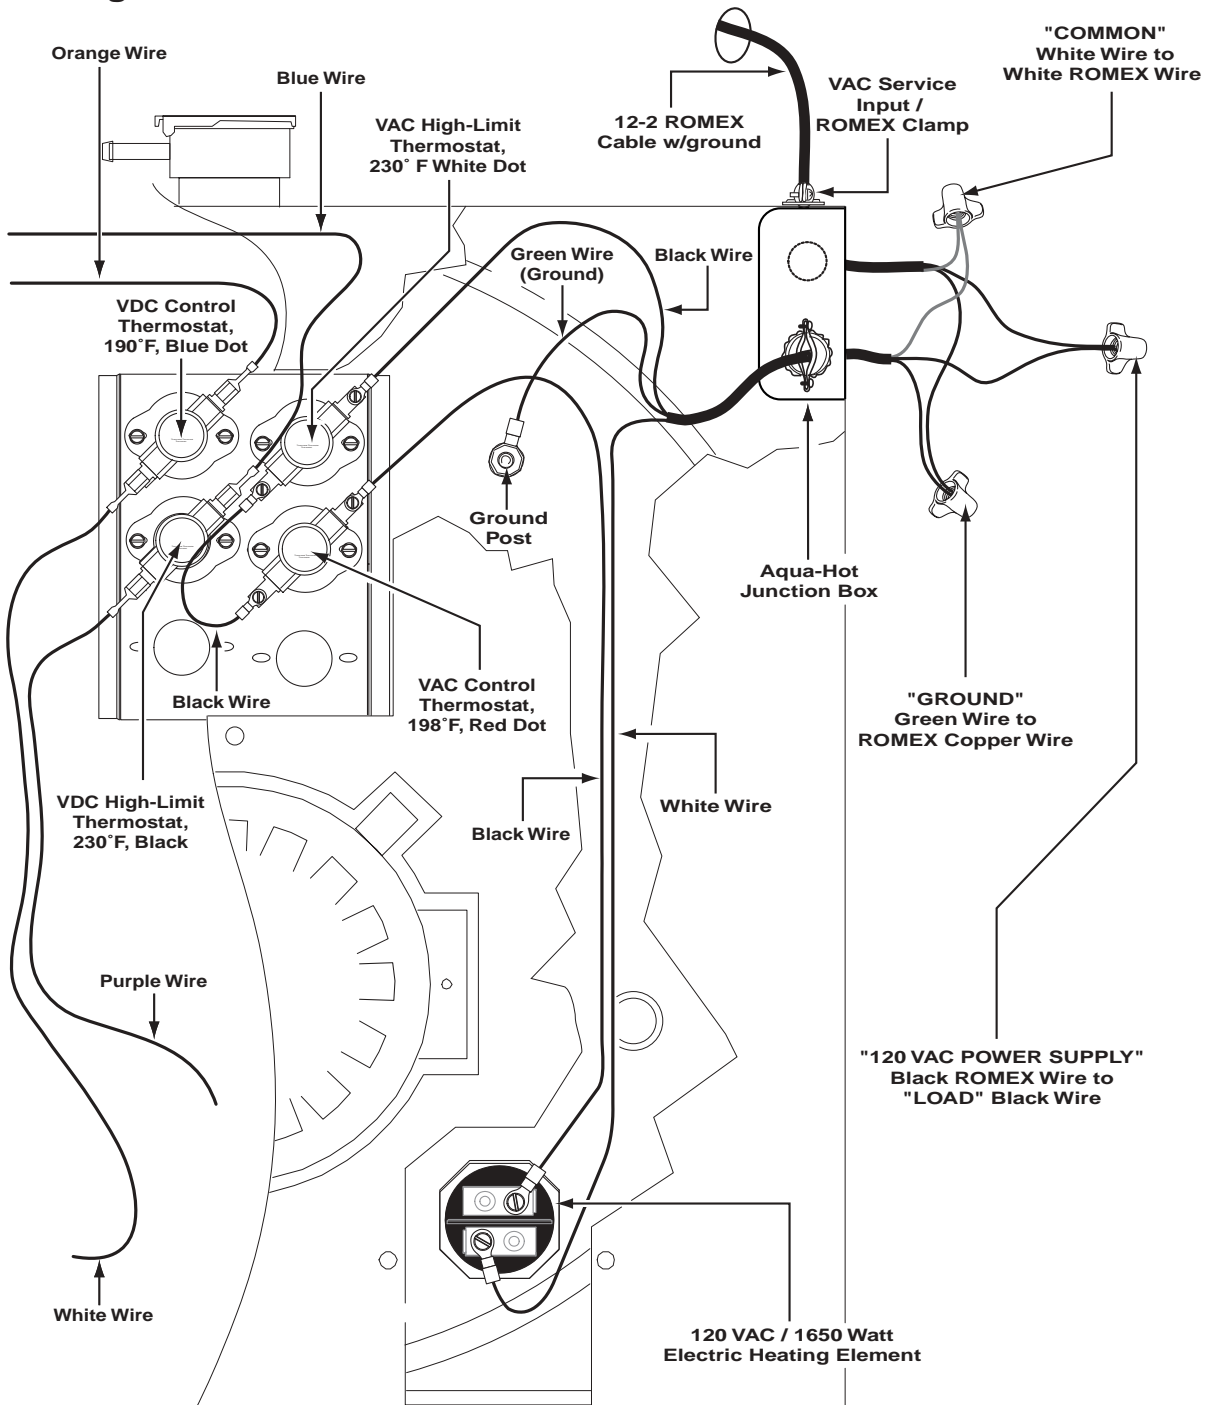 Orange Wire
Blue Wire
VAC High-Limit
Thermostat,
230˚ F White Dot
12-2 ROMEX
Cable w/ground
VAC Service
Input /
ROMEX Clamp
"COMMON"
White Wire to
White ROMEX Wire
Green Wire
(Ground)
Black Wire
VDC Control
Thermostat,
190˚F, Blue Dot
Ground
Post
Aqua-Hot
Junction Box
Black Wire
VAC Control
Thermostat,
198˚F, Red Dot
"GROUND"
Green Wire to
ROMEX Copper Wire
VDC High-Limit
Thermostat,
230˚F, Black
Black Wire
White Wire
Purple Wire
"120 VAC POWER SUPPLY"
Black ROMEX Wire to
"LOAD" Black Wire
White Wire
120 VAC / 1650 Watt
Electric Heating Element